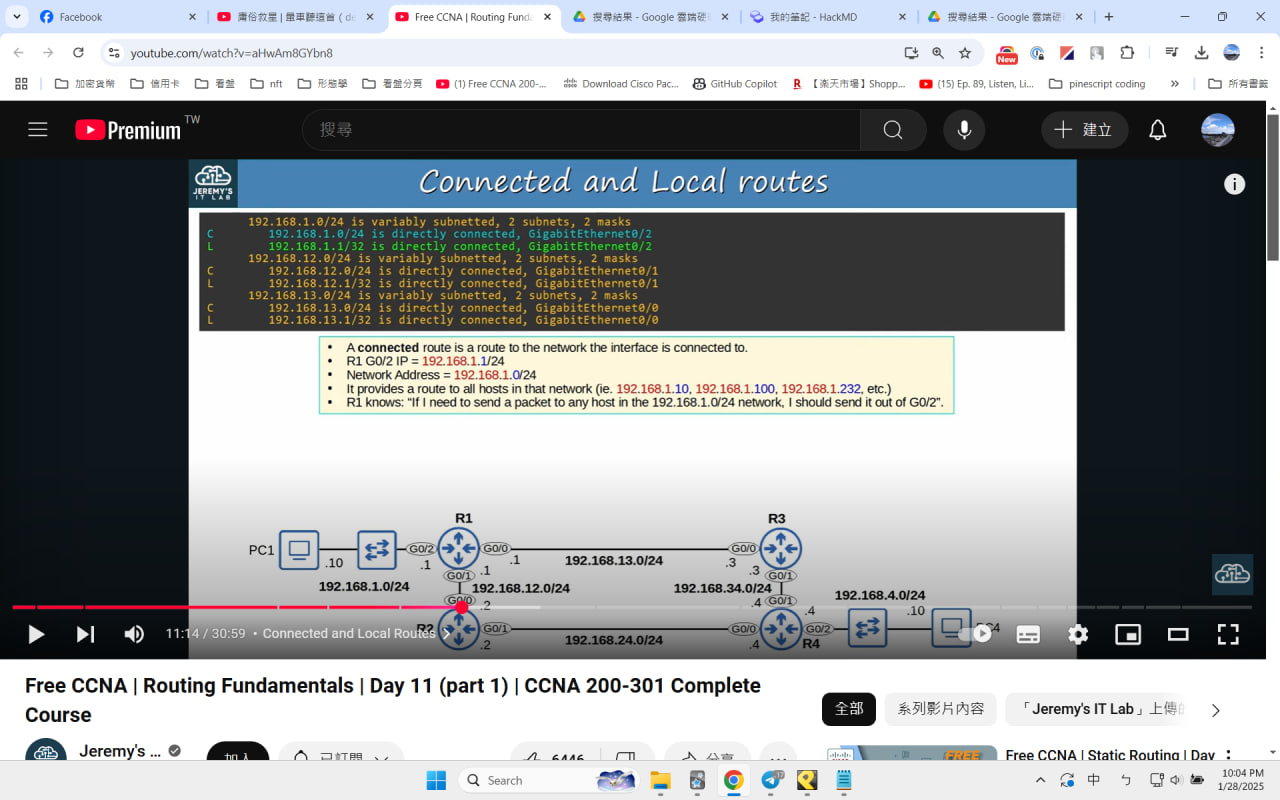 Facebook
庸俗救星 | 單車聽這首 ( de
Free CCNA | Routing Funda
搜尋結果 - Google 雲端硬
我的筆記 - HackMD
搜尋結果 - Google 雲端硬
youtube.com/watch?v=aHwAm8GYbn8
New
加密貨幣
信用卡
看盤
nft
形態學
看盤分頁
(1) Free CCNA 200-...
Download Cisco Pac...
GitHub Copilot
【楽天市場】Shopp...
(15) Ep. 89, Listen, Li...
pinescript coding
所有書籤
Premium TW
搜尋
建立
JEREMY'S IT LAB
Connected and Local routes
192.168.1.0/24 is variably subnetted, 2 subnets, 2 masks
C 192.168.1.0/24 is directly connected, GigabitEthernet0/2
L 192.168.1.1/32 is directly connected, GigabitEthernet0/2
192.168.12.0/24 is variably subnetted, 2 subnets, 2 masks
C 192.168.12.0/24 is directly connected, GigabitEthernet0/1
L 192.168.12.1/32 is directly connected, GigabitEthernet0/1
192.168.13.0/24 is variably subnetted, 2 subnets, 2 masks
C 192.168.13.0/24 is directly connected, GigabitEthernet0/0
L 192.168.13.1/32 is directly connected, GigabitEthernet0/0
• A connected route is a route to the network the interface is connected to.
• R1 G0/2 IP = 192.168.1.1/24
• Network Address = 192.168.1.0/24
• It provides a route to all hosts in that network (ie. 192.168.1.10, 192.168.1.100, 192.168.1.232, etc.)
• R1 knows: “If I need to send a packet to any host in the 192.168.1.0/24 network, I should send it out of G0/2”.
R1 R3
PC1 G0/2 G0/0 G0/0
.10 .1 .1 192.168.13.0/24 .3
G0/1 .1 .3 G0/1
192.168.1.0/24 192.168.12.0/24 192.168.34.0/24
192.168.4.0/24
G0/0 .2 .4 G0/1
.4 .10
R2 G0/1 G0/0 G0/2
192.168.24.0/24
.2 .4 R4
11:14 / 30:59 • Connected and Local Routes
Free CCNA | Routing Fundamentals | Day 11 (part 1) | CCNA 200-301 Complete
Course
全部
系列影片內容
「Jeremy's IT Lab」上傳的
Jeremy's ...
加入
已訂閱
6446
分享
FREE
Free CCNA | Static Routing | Day
Search
17
中
10:04 PM
1/28/2025